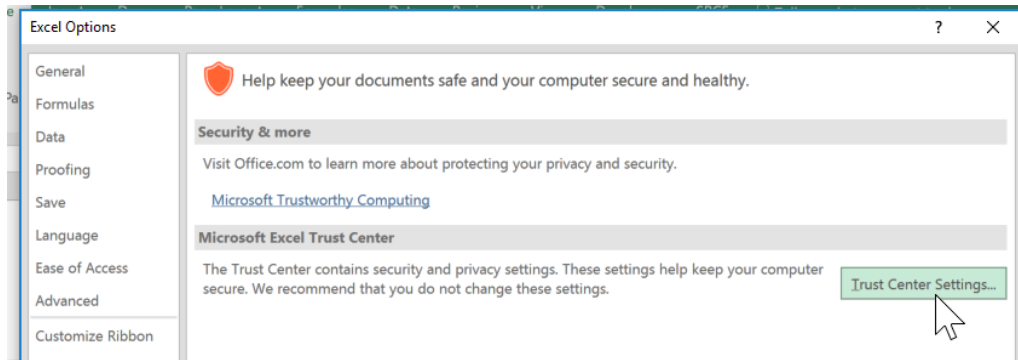 Excel Options
?
General
Formulas
Data
Proofing
Save
Language
Ease of Access
Advanced
Customize Ribbon
Help keep your documents safe and your computer secure and healthy.
Security & more
Visit Office.com to learn more about protecting your privacy and security.
Microsoft Trustworthy Computing
Microsoft Excel Trust Center
The Trust Center contains security and privacy settings. These settings help keep your computer
secure. We recommend that you do not change these settings.
Trust Center Settings...